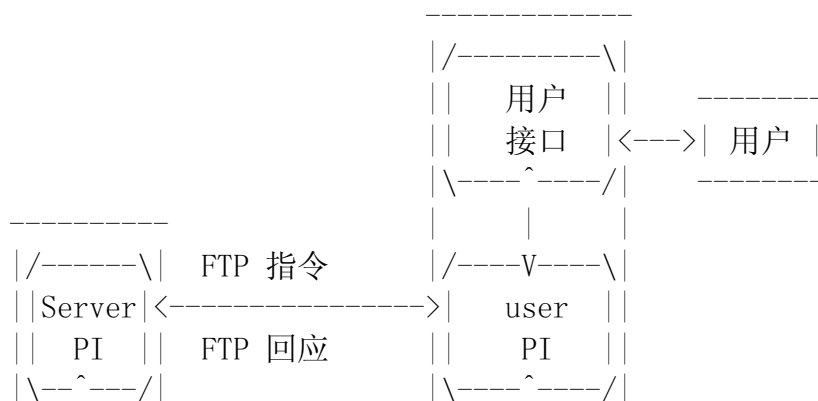 -------------
                          |/---------\|
                          ||   用户  ||    --------
                          ||   接口  |<--->| 用户 |
                          |\----^----/|    --------
----------                |     |     |
|/------\|  FTP 指令      |/----V----\|
||Server|<---------------->|   user  ||
||  PI  ||  FTP 回应      ||    PI   ||
|\--^---/|                |\----^----/|